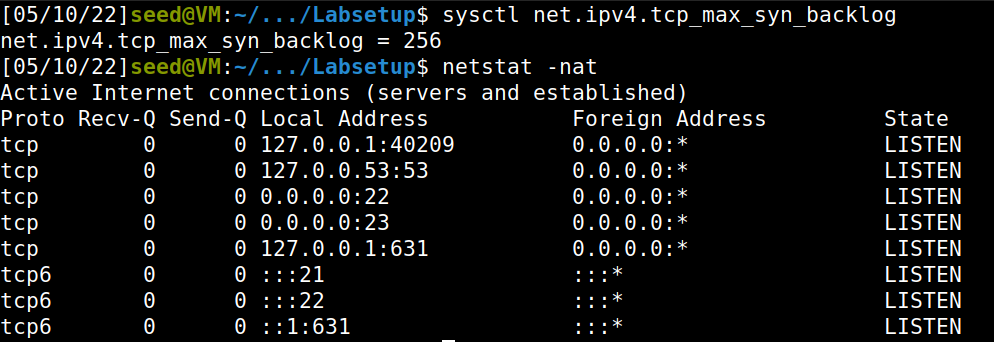 [05/10/22]seed@VM:~/.../Labsetup$ sysctl net.ipv4.tcp_max_syn_backlog
net.ipv4.tcp_max_syn_backlog = 256
[05/10/22]seed@VM:~/.../Labsetup$ netstat -nat
Active Internet connections (servers and established)
Proto Recv-Q Send-Q Local Address           Foreign Address         State
tcp        0      0 127.0.0.1:40209         0.0.0.0:*               LISTEN
tcp        0      0 127.0.0.53:53           0.0.0.0:*               LISTEN
tcp        0      0 0.0.0.0:22              0.0.0.0:*               LISTEN
tcp        0      0 0.0.0.0:23              0.0.0.0:*               LISTEN
tcp        0      0 127.0.0.1:631           0.0.0.0:*               LISTEN
tcp6       0      0 :::21                   :::*                    LISTEN
tcp6       0      0 :::22                   :::*                    LISTEN
tcp6       0      0 ::1:631                 :::*                    LISTEN